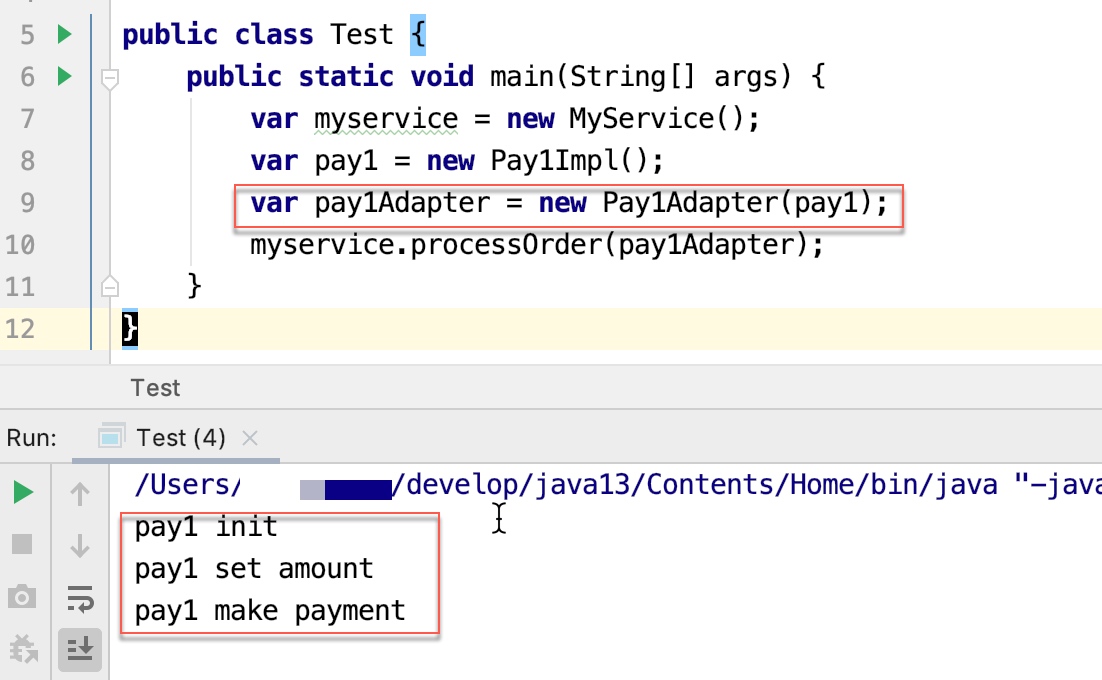 5 public class Test {
6 public static void main(String[] args) {
7 var myservice = new MyService();
8 var pay1 = new Pay1Impl();
9 var pay1Adapter = new Pay1Adapter(pay1);
10 myservice.processOrder(pay1Adapter);
11 }
12 }
Test
Run: Test (4)
/Users/ /develop/java13/Contents/Home/bin/java "-java
pay1 init
pay1 set amount
pay1 make payment